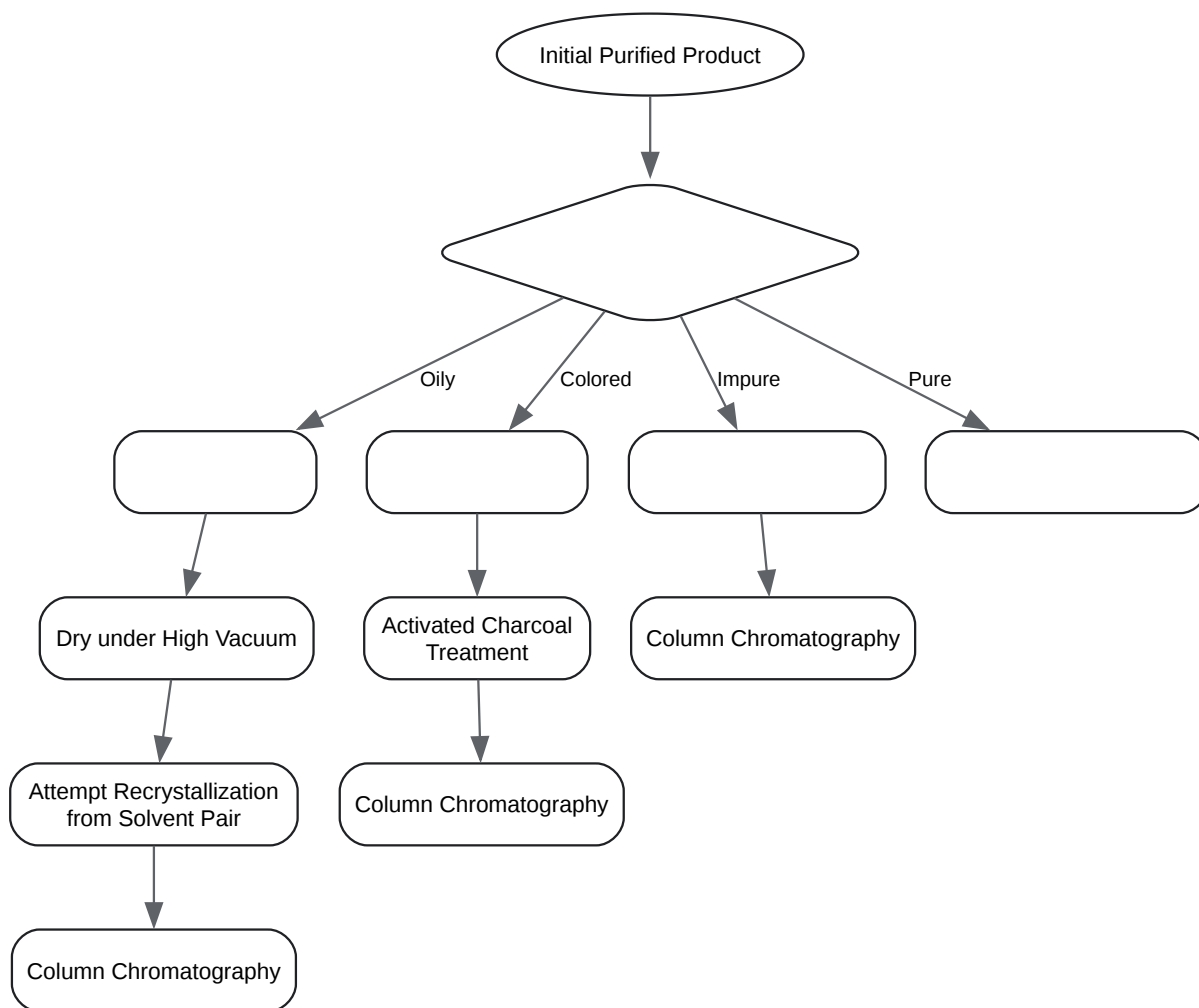 Initial Purified Product
Oily
Colored
Impure
Pure
Dry under High Vacuum
Activated Charcoal
Treatment
Column Chromatography
Attempt Recrystallization
from Solvent Pair
Column Chromatography
Column Chromatography